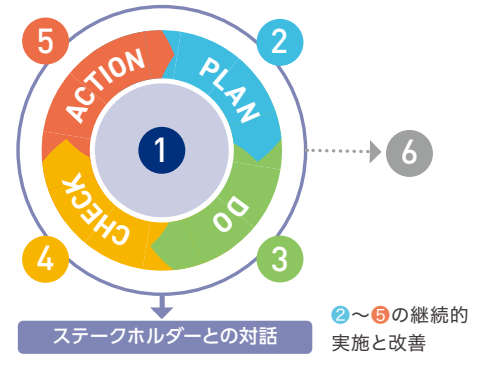 5
2
ACTION
PLAN
1
6
CHECK
DO
4
3
ステークホルダーとの対話
2～5の継続的
実施と改善